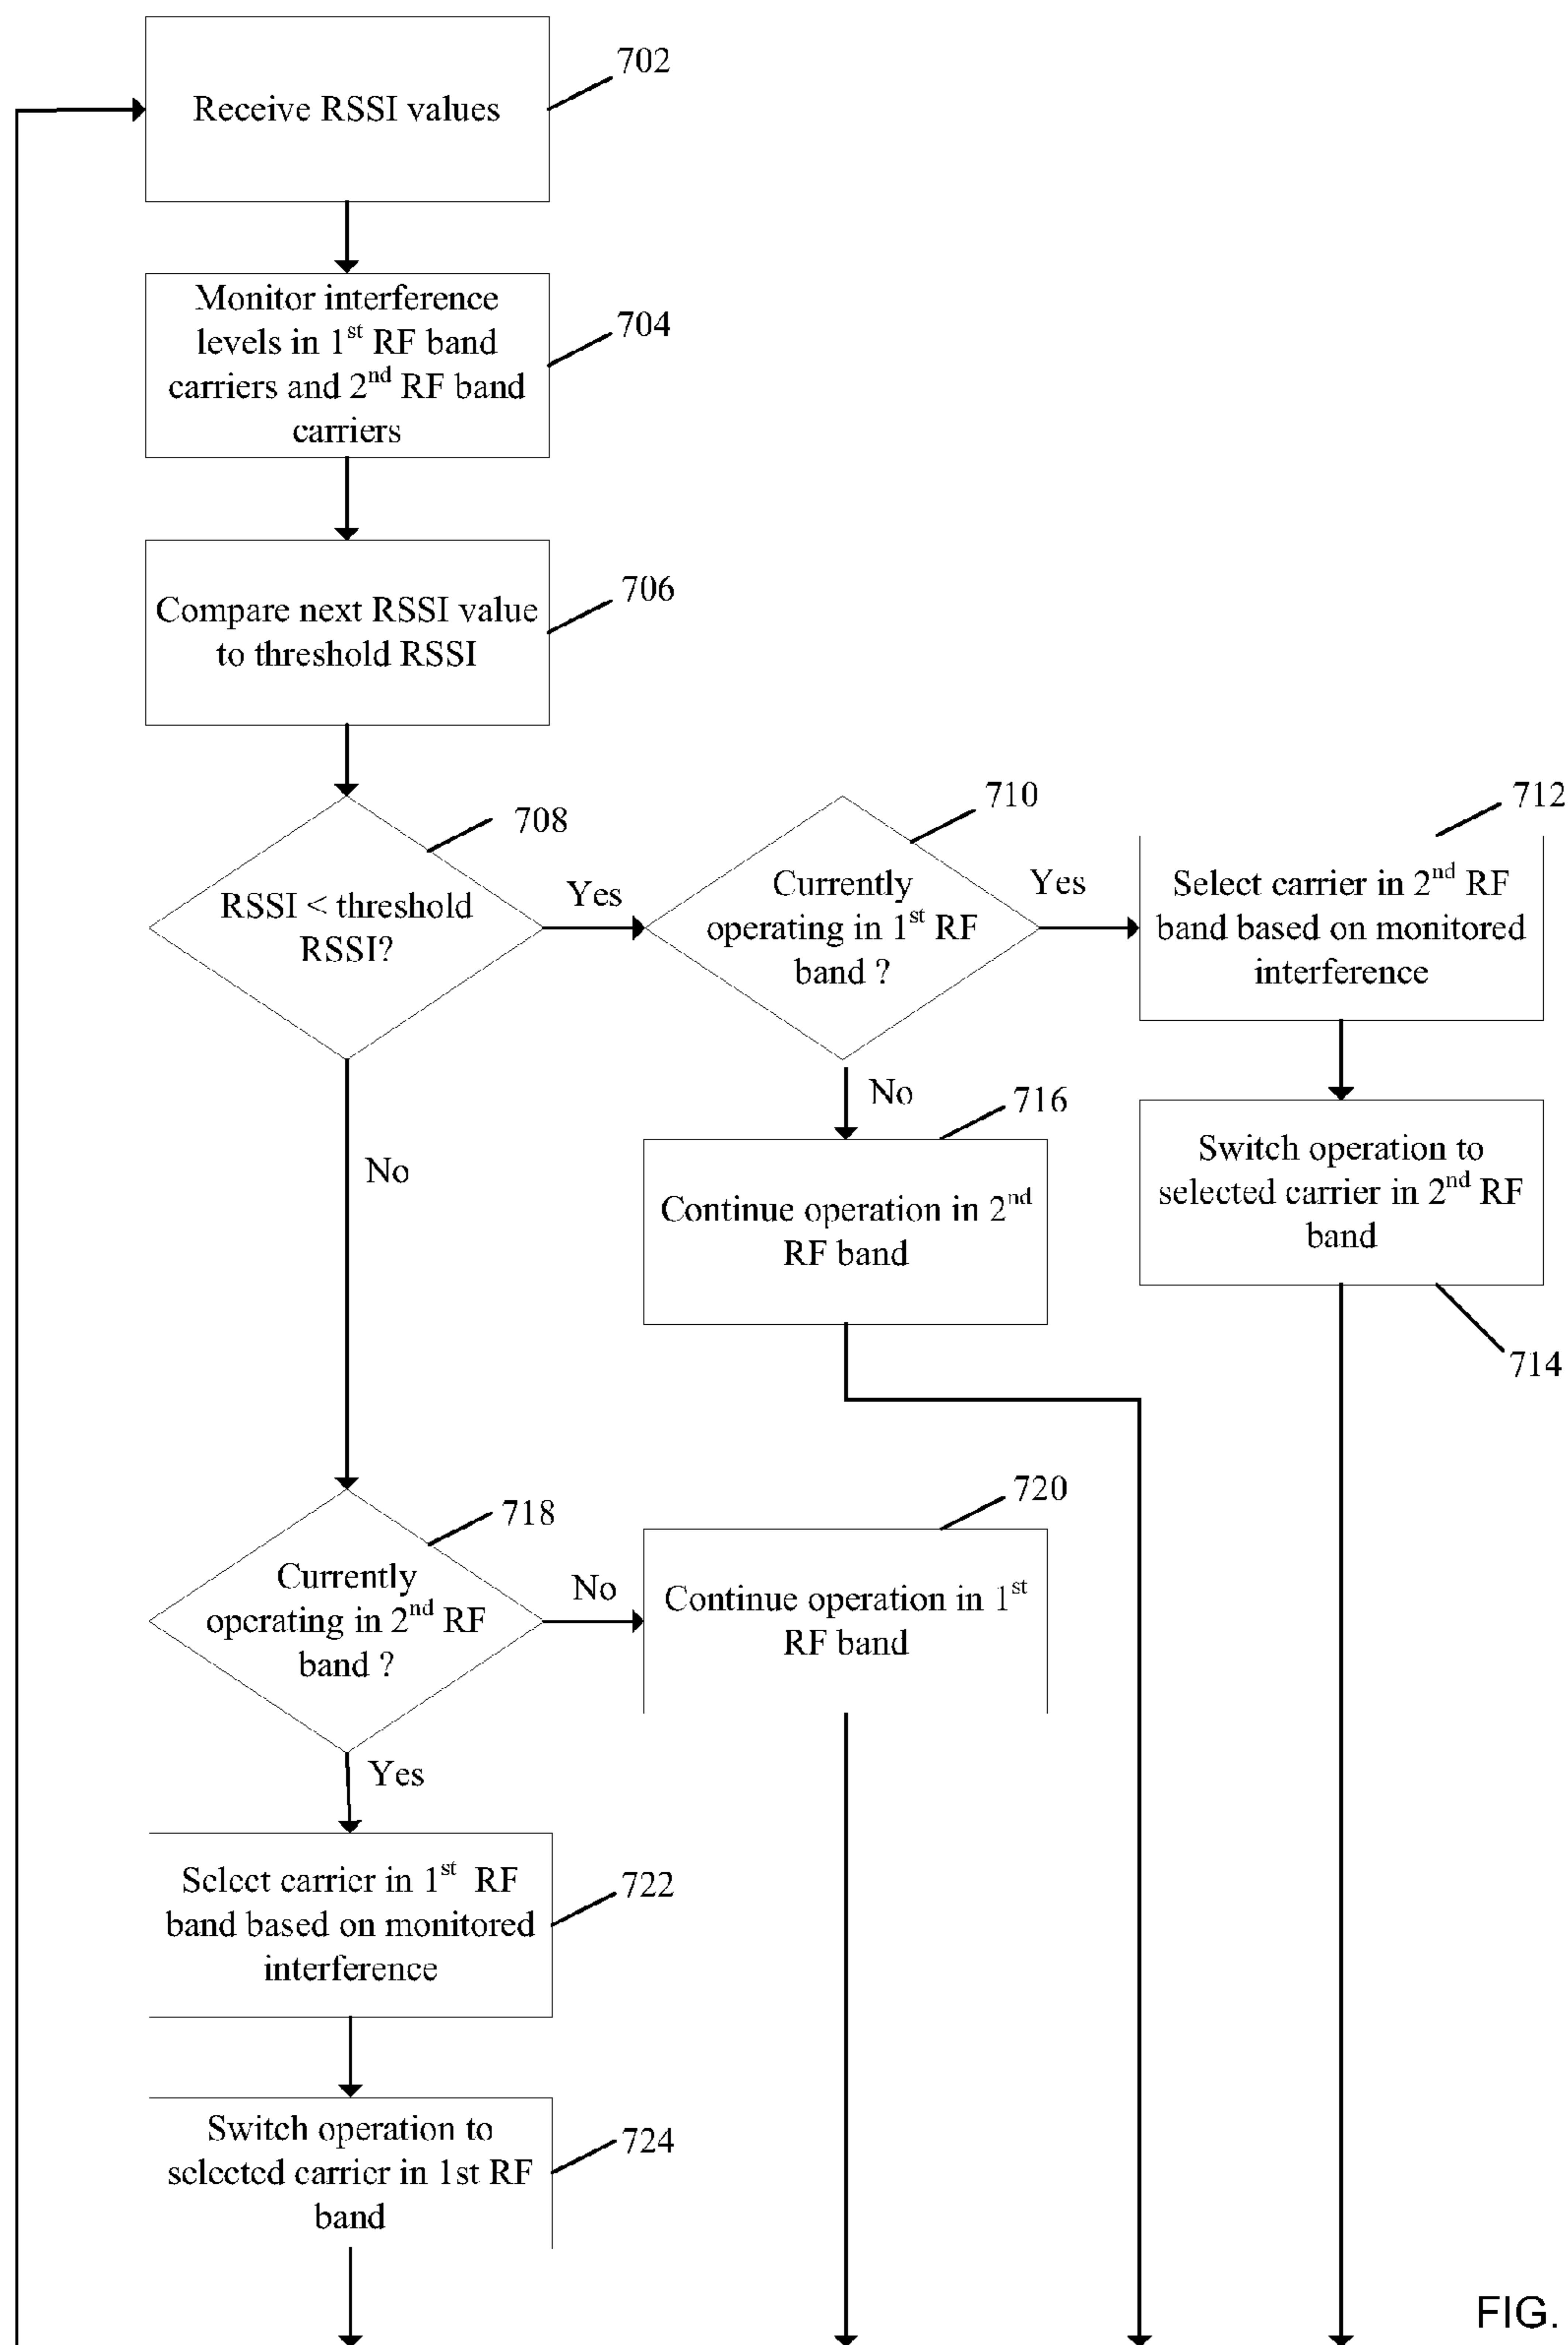 702
Receive RSSI values
Monitor interference
levels in 1st RF band
carriers and 2nd RF band
carriers
704
Compare next RSSI value
to threshold RSSI
706
708
RSSI < threshold
RSSI?
Yes
710
Currently
operating in 1st RF
band ?
Yes
712
Select carrier in 2nd RF
band based on monitored
interference
No
No
716
Continue operation in 2nd
RF band
Switch operation to
selected carrier in 2nd RF
band
714
718
Currently
operating in 2nd RF
band ?
No
720
Continue operation in 1st
RF band
Yes
Select carrier in 1st RF
band based on monitored
interference
722
Switch operation to
selected carrier in 1st RF
band
724
FIG.